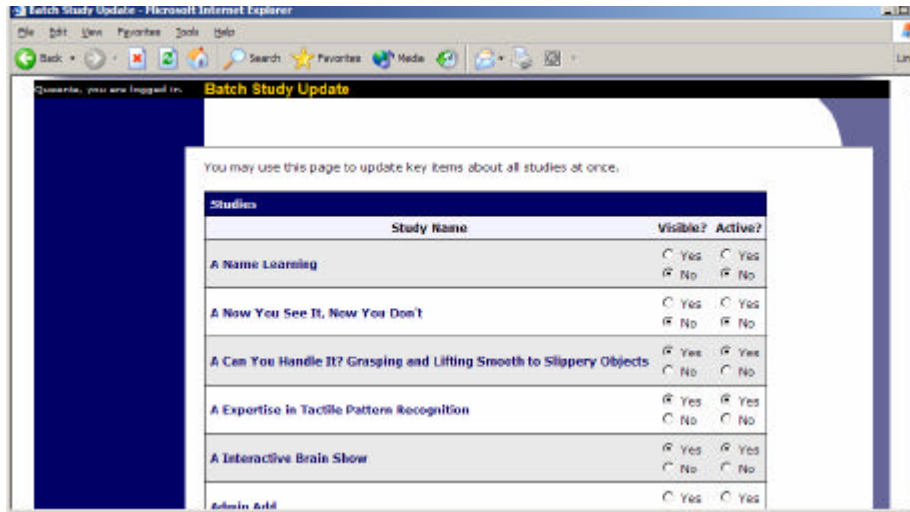 Batch Study Update - Microsoft Internet Explorer
File Edit View Favorites Tools Help
Back Search Favorites Media
you are logged in. Batch Study Update
You may use this page to update key items about all studies at once.
Studies
Study Name Visible? Active?
A Name Learning Yes Yes
No No
A Now You See It, Now You Don't Yes Yes
No No
A Can You Handle It? Grasping and Lifting Smooth to Slippery Objects Yes Yes
No No
A Expertise in Tactile Pattern Recognition Yes Yes
No No
A Interactive Brain Show Yes Yes
No No
Admin Add Yes Yes